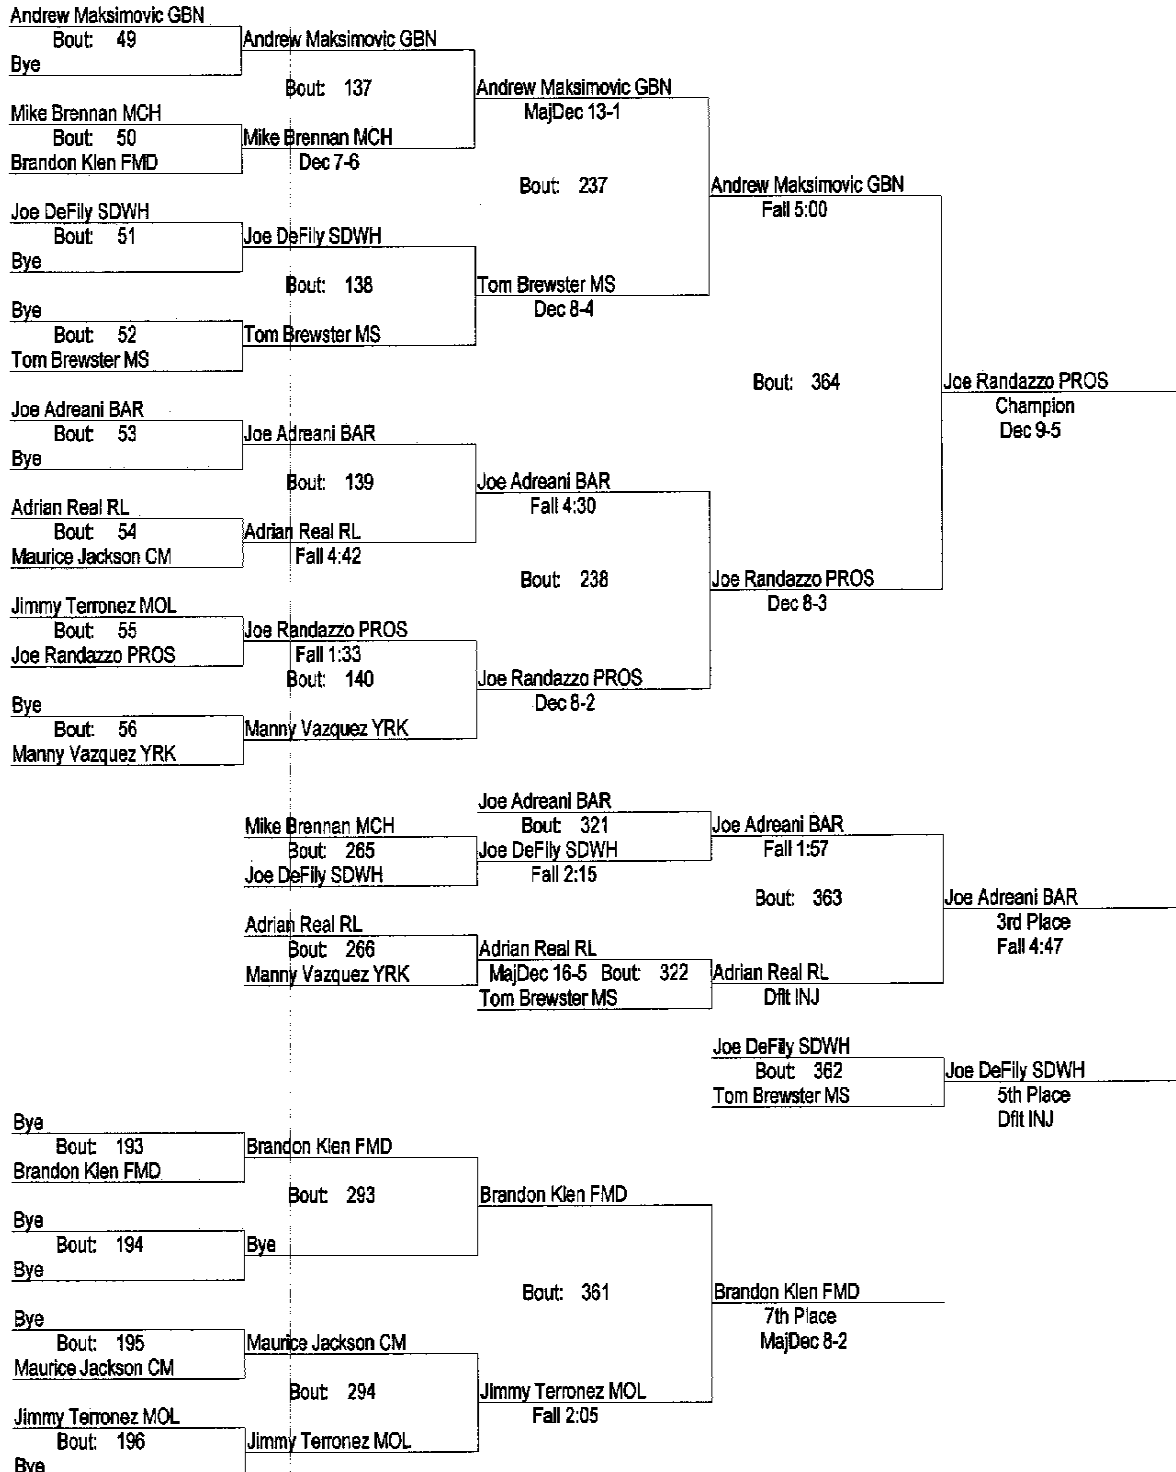 Andrew Maksimovic GBN
Bout: 49
Bye
Andrew Maksimovic GBN
Bout: 137
Mike Brennan MCH
Bout: 50
Brandon Klen FMD
Mike Brennan MCH
Dec 7-6
Andrew Maksimovic GBN
MajDec 13-1
Bout: 237
Joe DeFily SDWH
Bout: 51
Bye
Joe DeFily SDWH
Bout: 138
Bye
Bout: 52
Tom Brewster MS
Tom Brewster MS
Tom Brewster MS
Dec 8-4
Andrew Maksimovic GBN
Fall 5:00
Bout: 364
Joe Randazzo PROS
Champion
Dec 9-5
Joe Adreani BAR
Bout: 53
Bye
Joe Adreani BAR
Bout: 139
Adrian Real RL
Bout: 54
Maurice Jackson CM
Adrian Real RL
Fall 4:42
Joe Adreani BAR
Fall 4:30
Bout: 238
Joe Randazzo PROS
Dec 8-3
Jimmy Terronez MOL
Bout: 55
Joe Randazzo PROS
Joe Randazzo PROS
Fall 1:33
Bout: 140
Bye
Bout: 56
Manny Vazquez YRK
Manny Vazquez YRK
Joe Randazzo PROS
Dec 8-2
Joe Adreani BAR
Bout: 321
Mike Brennan MCH
Bout: 265
Joe DeFily SDWH
Joe DeFily SDWH
Fall 2:15
Joe Adreani BAR
Fall 1:57
Bout: 363
Joe Adreani BAR
3rd Place
Fall 4:47
Adrian Real RL
Bout: 266
Manny Vazquez YRK
Adrian Real RL
MajDec 16-5 Bout: 322
Tom Brewster MS
Adrian Real RL
Dflt INJ
Joe DeFily SDWH
Bout: 362
Tom Brewster MS
Joe DeFily SDWH
5th Place
Dflt INJ
Bye
Bout: 193
Brandon Klen FMD
Brandon Klen FMD
Bout: 293
Bye
Bout: 194
Bye
Bye
Brandon Klen FMD
Bout: 361
Brandon Klen FMD
7th Place
MajDec 8-2
Bye
Bout: 195
Maurice Jackson CM
Maurice Jackson CM
Bout: 294
Jimmy Terronez MOL
Fall 2:05
Jimmy Terronez MOL
Bout: 196
Bye
Jimmy Terronez MOL